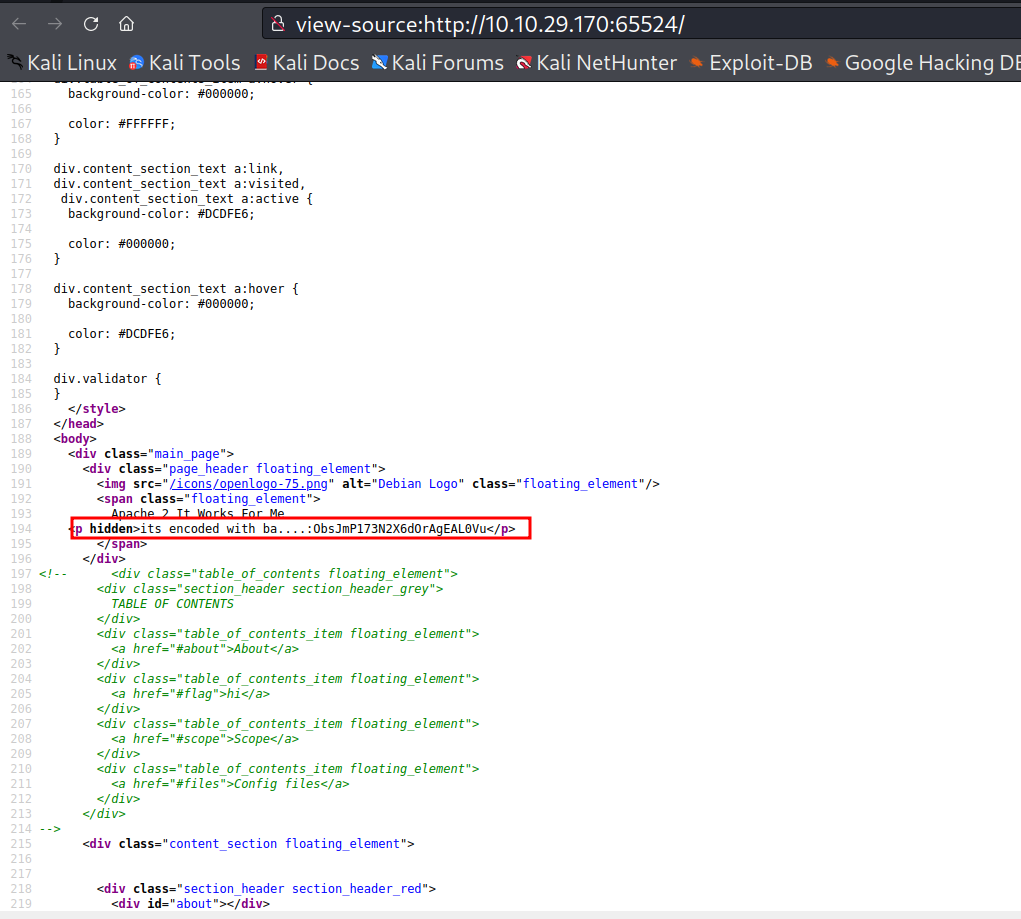 view-source:http://10.10.29.170:65524/
Kali Linux Kali Tools Kali Docs Kali Forums Kali NetHunter Exploit-DB Google Hacking DB
165 background-color: #000000;
166
167 color: #FFFFFF;
168 }
169
170 div.content_section_text a:link,
171 div.content_section_text a:visited,
172 div.content_section_text a:active {
173 background-color: #DCDFE6;
174
175 color: #000000;
176 }
177
178 div.content_section_text a:hover {
179 background-color: #000000;
180
181 color: #DCDFE6;
182 }
183
184 div.validator {
185 }
186 </style>
187 </head>
188 <body>
189 <div class="main_page">
190 <div class="page_header floating_element">
191 <img src="/icons/openlogo-75.png" alt="Debian Logo" class="floating_element"/>
192 <span class="floating_element">
193 Apache 2 It Works For Me
194 <p hidden>its encoded with ba....:ObsJmP173N2X6dOrAgEAL0Vu</p>
195 </span>
196 </div>
197 <!-- <div class="table_of_contents floating_element">
198 <div class="section_header section_header_grey">
199 TABLE OF CONTENTS
200 </div>
201 <div class="table_of_contents_item floating_element">
202 <a href="#about">About</a>
203 </div>
204 <div class="table_of_contents_item floating_element">
205 <a href="#flag">hi</a>
206 </div>
207 <div class="table_of_contents_item floating_element">
208 <a href="#scope">Scope</a>
209 </div>
210 <div class="table_of_contents_item floating_element">
211 <a href="#files">Config files</a>
212 </div>
213 </div>
214 -->
215 <div class="content_section floating_element">
216
217
218 <div class="section_header section_header_red">
219 <div id="about"></div>